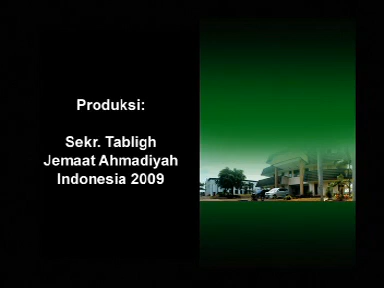 Produksi:
Sekr. Tabligh
Jemaat Ahmadiyah
Indonesia 2009